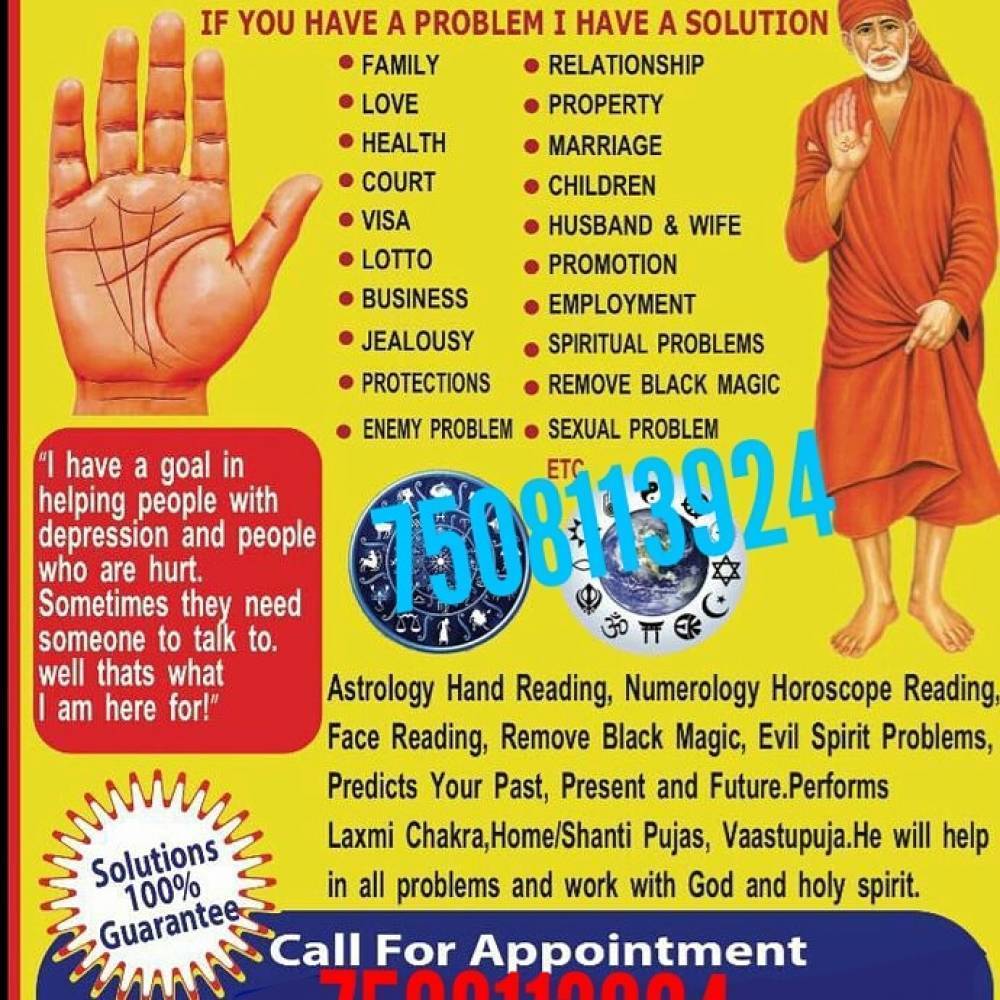 IF YOU HAVE A PROBLEM I HAVE A SOLUTION
• FAMILY
• LOVE
• HEALTH
• COURT
• VISA
• LOTTO
• BUSINESS
• JEALOUSY
• PROTECTIONS
• ENEMY PROBLEM
• RELATIONSHIP
• PROPERTY
• MARRIAGE
• CHILDREN
• HUSBAND & WIFE
• PROMOTION
• EMPLOYMENT
• SPIRITUAL PROBLEMS
• REMOVE BLACK MAGIC
• SEXUAL PROBLEM
ETC
7508113924
"I have a goal in
helping people with
depression and people
who are hurt.
Sometimes they need
someone to talk to.
well thats what
I am here for!"
Astrology Hand Reading, Numerology Horoscope Reading,
Face Reading, Remove Black Magic, Evil Spirit Problems,
Predicts Your Past, Present and Future.Performs
Laxmi Chakra,Home/Shanti Pujas, Vaastupuja.He will help
in all problems and work with God and holy spirit.
Solutions
100%
Guarantee
Call For Appointment
7508113924